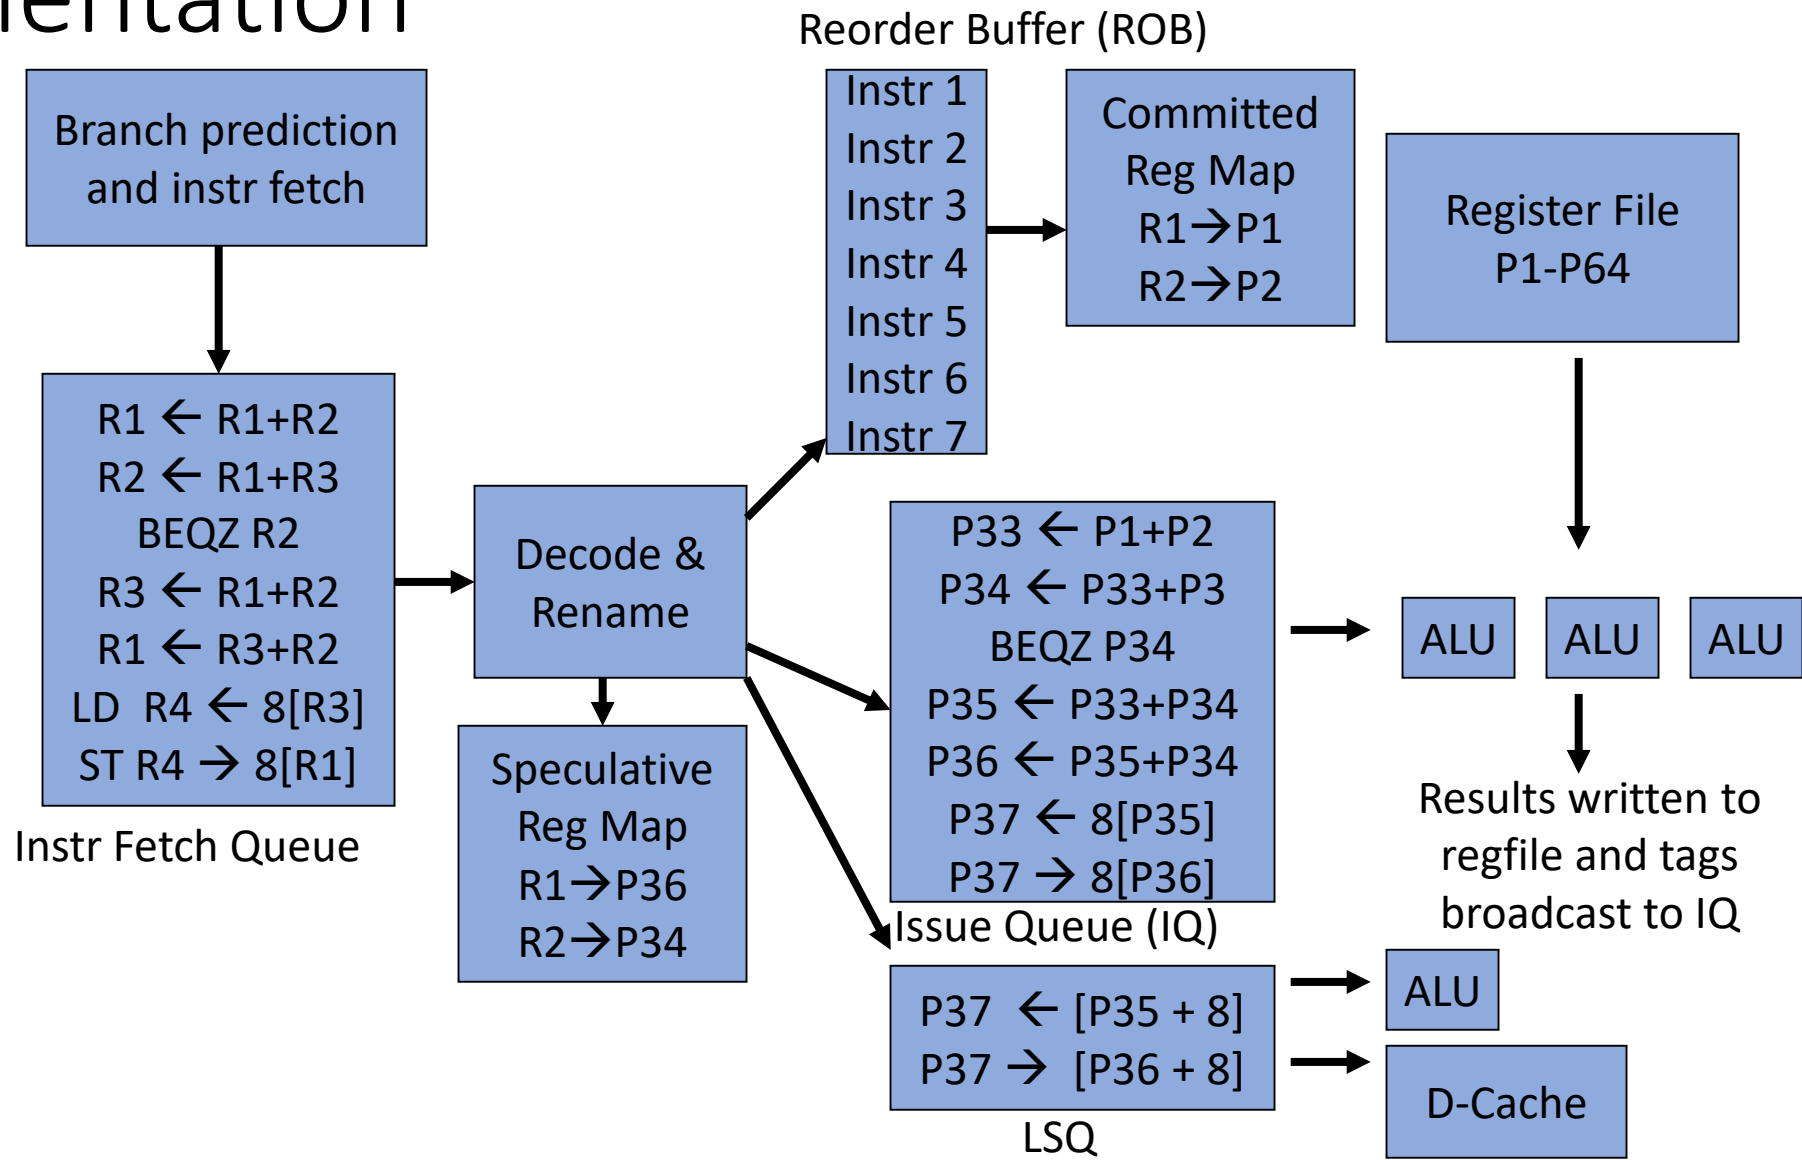 Reorder Buffer (ROB)
Branch prediction
and instr fetch
Instr 1
Instr 2
Instr 3
Instr 4
Instr 5
Instr 6
Instr 7
Committed
Reg Map
R1→P1
R2→P2
Register File
P1-P64
R1 ← R1+R2
R2 ← R1+R3
BEQZ R2
R3 ← R1+R2
R1 ← R3+R2
LD R4 ← 8[R3]
ST R4 → 8[R1]
Instr Fetch Queue
Decode &
Rename
Speculative
Reg Map
R1→P36
R2→P34
P33 ← P1+P2
P34 ← P33+P3
BEQZ P34
P35 ← P33+P34
P36 ← P35+P34
P37 ← 8[P35]
P37 → 8[P36]
Issue Queue (IQ)
P37 ← [P35 + 8]
P37 → [P36 + 8]
LSQ
ALU ALU ALU
Results written to
regfile and tags
broadcast to IQ
ALU
D-Cache